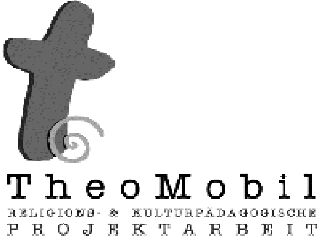 TheoMobil
RELIGIONS- & KULTURPÄDAGOGISCHE
PROJEKTARBEIT